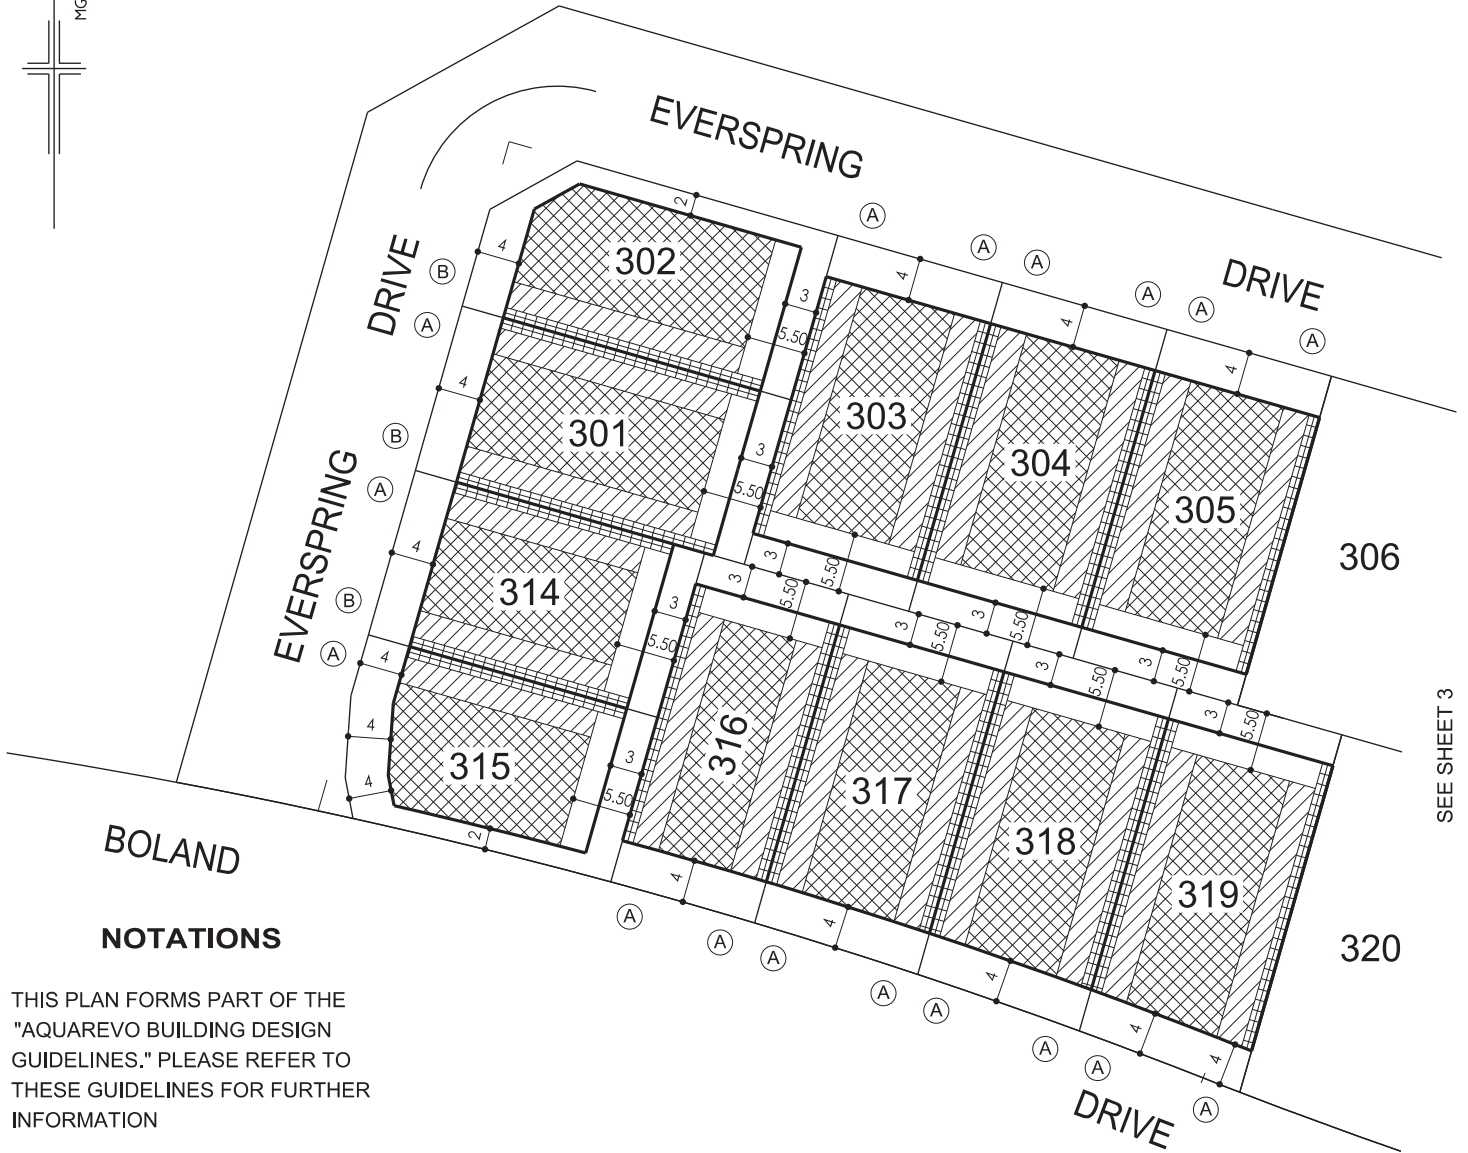 MG
EVERSPRING
DRIVE
A
A
A
A
A
A
2
302
4
B
A
DRIVE
3
5.50
4
4
4
303
304
305
306
4
301
3
5.50
B
A
EVERSPRING
4
314
3
5.50
B
A
4
4
4
315
3
5.50
2
3
5.50
3
5.50
3
5.50
3
5.50
3
5.50
3
5.50
3
5.50
316
317
318
319
320
4
4
4
4
4
A
A
A
A
A
A
A
A
BOLAND
DRIVE
SEE SHEET 3
NOTATIONS
THIS PLAN FORMS PART OF THE
"AQUAREVO BUILDING DESIGN
GUIDELINES." PLEASE REFER TO
THESE GUIDELINES FOR FURTHER
INFORMATION